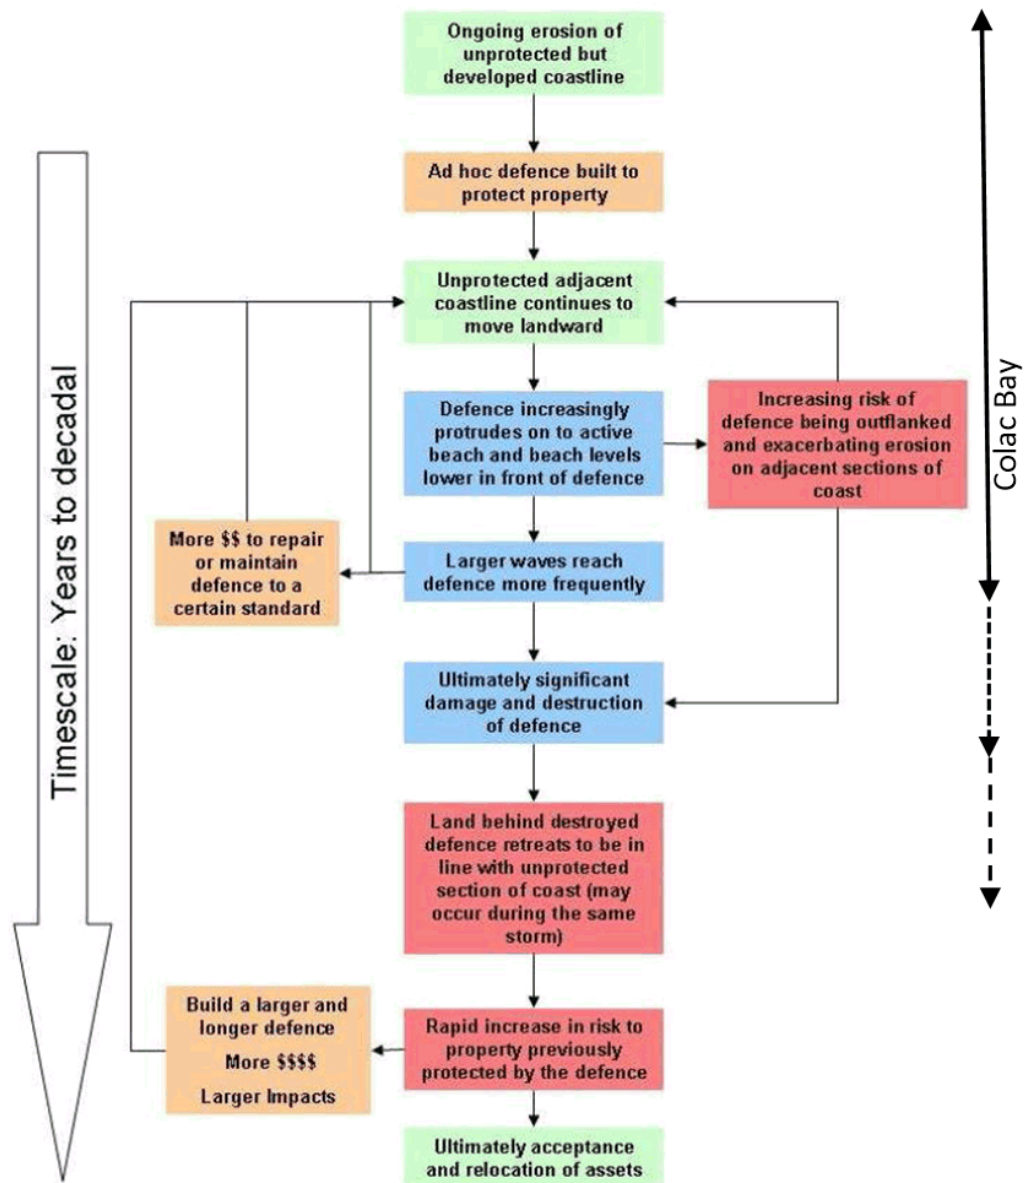 Ongoing erosion of
unprotected but
developed coastline
Ad hoc defence built to
protect property
Unprotected adjacent
coastline continues to
move landward
Defence increasingly
protrudes on to active
beach and beach levels
lower in front of defence
Increasing risk of
defence being outflanked
and exacerbating erosion
on adjacent sections of
coast
More $$ to repair
or maintain
defence to a
certain standard
Larger waves reach
defence more frequently
Ultimately significant
damage and destruction
of defence
Land behind destroyed
defence retreats to be in
line with unprotected
section of coast (may
occur during the same
storm)
Build a larger and
longer defence
More $$$$
Larger Impacts
Rapid increase in risk to
property previously
protected by the defence
Ultimately acceptance
and relocation of assets
Timescale: Years to decadal
Colac Bay